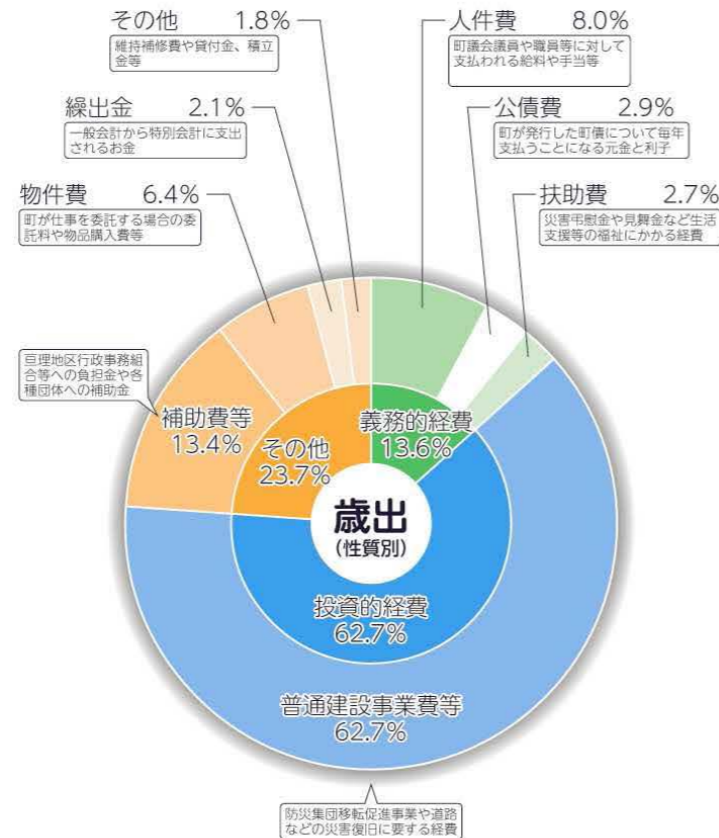 その他 1.8%
維持補修費や貸付金、積立
金等
人件費 8.0%
町議会議員や職員等に対して
支払われる給料や手当等
繰出金 2.1%
一般会計から特別会計に支出
されるお金
公債費 2.9%
町が発行した町債について毎年
支払うことになる元金と利子
物件費 6.4%
町が仕事を委託する場合の委
託料や物品購入費等
扶助費 2.7%
災害弔慰金や見舞金など生活
支援等の福祉にかかる経費
亘理地区行政事務組
合等への負担金や各
種団体への補助金
補助費等
13.4%
その他
23.7%
義務的経費
13.6%
歳出
(性質別)
投資的経費
62.7%
普通建設事業費等
62.7%
防災集団移転促進事業や道路
などの災害復旧に要する経費